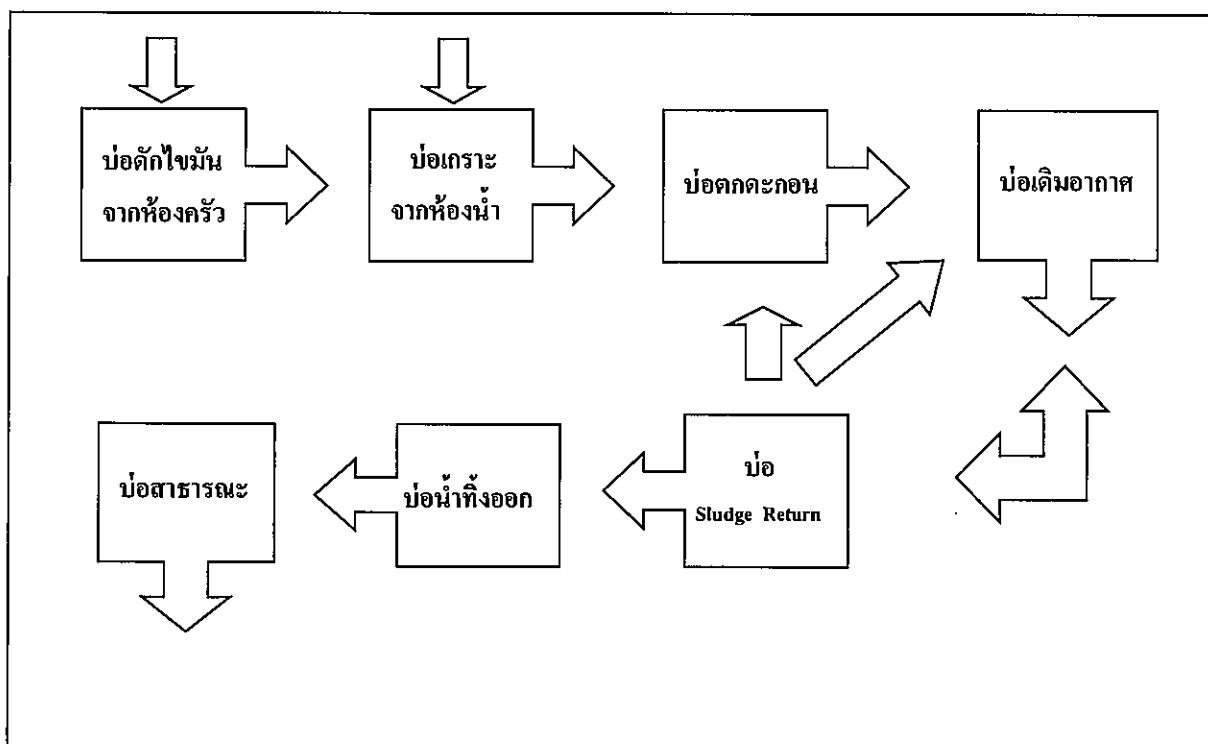 บ่อดักไขมัน
จากห้องครัว
บ่อเกราะ
จากห้องน้ำ
บ่อตกตะกอน
บ่อเติมอากาศ
บ่อสาธารณะ
บ่อน้ำทิ้งออก
บ่อ
Sludge Return